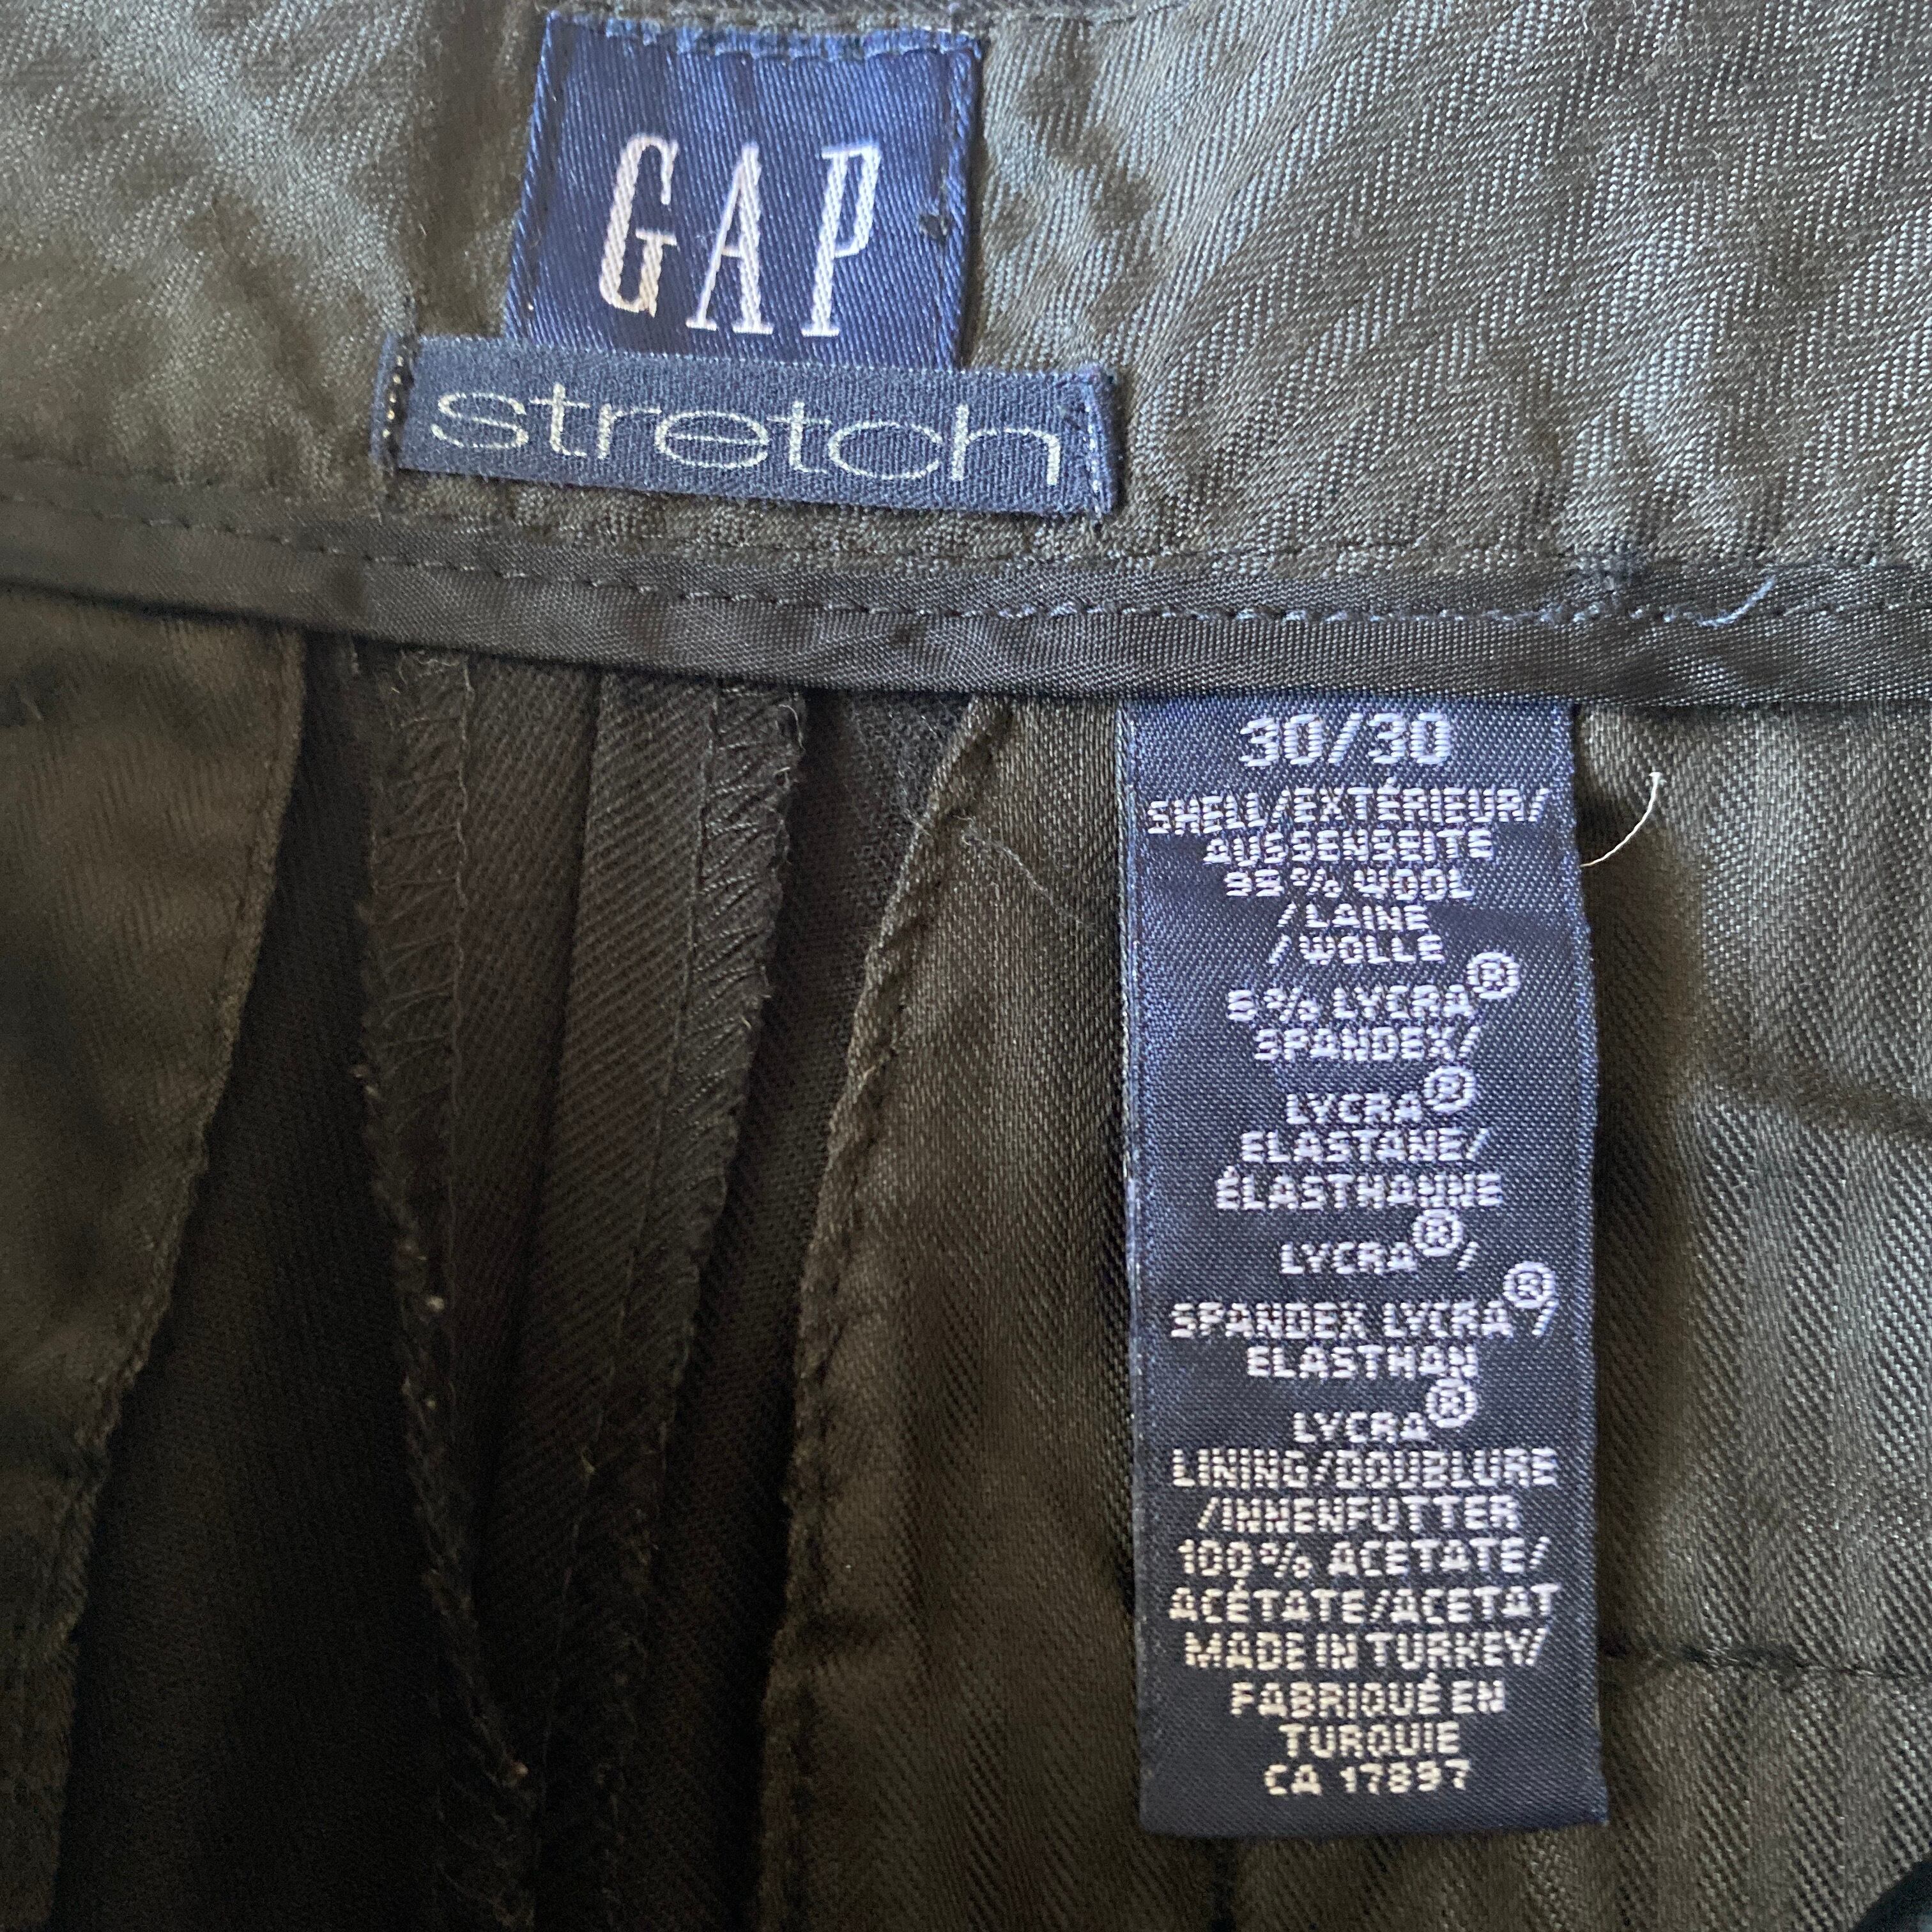 GAP
stretch
30/30
SHELL/EXTÉRIEUR/
AUSSENSEITE
95% WOOL
/LAINE
/WOLLE
5% LYCRA®
SPANDEX/
LYCRA®
ELASTANE/
ÉLASTHANNE
LYCRA®/
SPANDEX LYCRA®/
ELASTHAN
LYCRA®
LINING/DOUBLURE
/INNENFUTTER
100% ACETATE/
ACÉTATE/ACETAT
MADE IN TURKEY/
FABRIQUÉ EN
TURQUIE
CA 17897